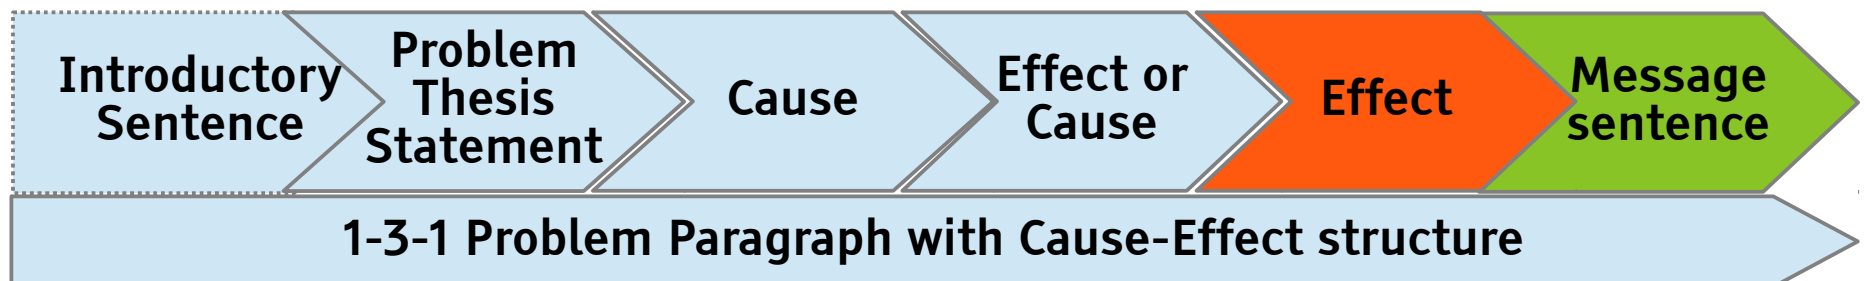 Introductory
Sentence
Problem
Thesis
Statement
Cause
Effect or
Cause
Effect
Message
sentence
1-3-1 Problem Paragraph with Cause-Effect structure